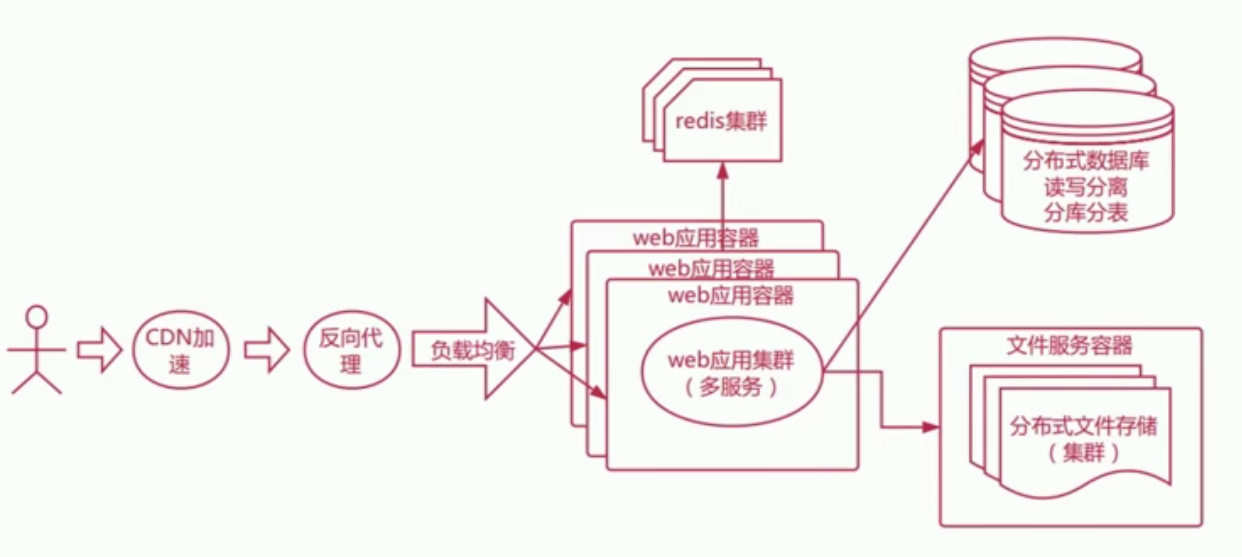 redis集群
分布式数据库
读写分离
分库分表
web应用容器
web应用容器
web应用容器
CDN加
速
反向代
理
负载均衡
web应用集群
（多服务）
文件服务容器
分布式文件存储
（集群）